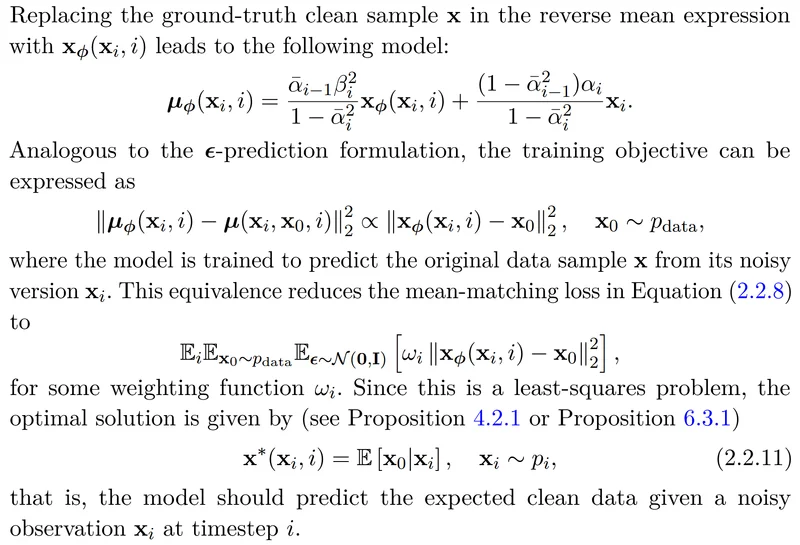 Replacing the ground-truth clean sample x in the reverse mean expression
with x_ϕ(x_i, i) leads to the following model:
μ_ϕ(x_i, i) = \frac{ᾱ_{i−1}β_i^2}{1 − ᾱ_i^2} x_ϕ(x_i, i) + \frac{(1 − ᾱ_{i−1}^2)α_i}{1 − ᾱ_i^2} x_i.
Analogous to the ϵ-prediction formulation, the training objective can be
expressed as
‖μ_ϕ(x_i, i) − μ(x_i, x_0, i)‖_2^2 ∝ ‖x_ϕ(x_i, i) − x_0‖_2^2 , x_0 ∼ p_data,
where the model is trained to predict the original data sample x from its noisy
version x_i. This equivalence reduces the mean-matching loss in Equation (2.2.8)
to
𝔼_i 𝔼_{x_0∼p_data} 𝔼_{ϵ∼𝒩(0,I)} [ω_i ‖x_ϕ(x_i, i) − x_0‖_2^2] ,
for some weighting function ω_i. Since this is a least-squares problem, the
optimal solution is given by (see Proposition 4.2.1 or Proposition 6.3.1)
x*(x_i, i) = 𝔼 [x_0|x_i] , x_i ∼ p_i, (2.2.11)
that is, the model should predict the expected clean data given a noisy
observation x_i at timestep i.